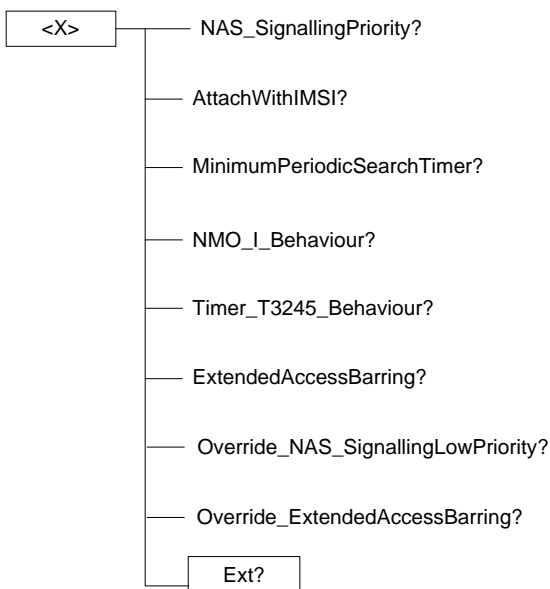 <X>
NAS_SignallingPriority?
AttachWithIMSI?
MinimumPeriodicSearchTimer?
NMO_I_Behaviour?
Timer_T3245_Behaviour?
ExtendedAccessBarring?
Override_NAS_SignallingLowPriority?
Override_ExtendedAccessBarring?
Ext?